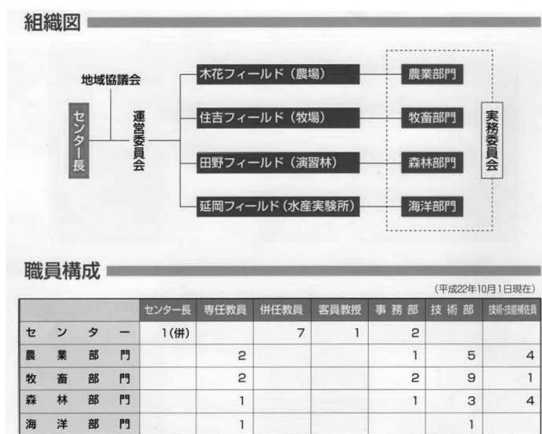 組織図
地域協議会
センター長
運営委員会
木花フィールド（農場） 農業部門
住吉フィールド（牧場） 牧畜部門
田野フィールド（演習林） 森林部門
延岡フィールド（水産実験所） 海洋部門
実務委員会
職員構成
（平成22年10月1日現在）
センター長 専任教員 併任教員 客員教授 事務部 技術部 技術・技能補佐員
センター 1（併） 7 1 2
農業部門 2 1 5 4
牧畜部門 2 2 9 1
森林部門 1 1 3 4
海洋部門 1 1